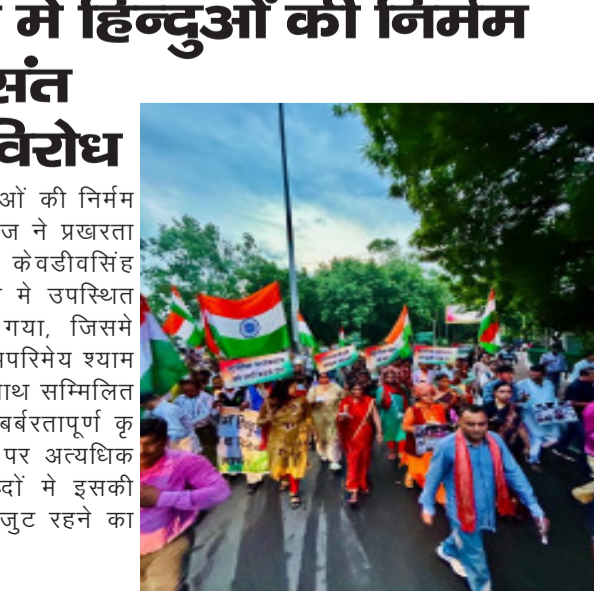 मे हिन्दुओं की निर्मम
संत
विरोध
ओं की निर्मम
ज ने प्रखरता
केवडीवसिंह
मे उपस्थित
गया, जिसमे
परिमेय श्याम
नाथ सम्मिलित
बर्बरतापूर्ण कृ
पर अत्यधिक
दों मे इसकी
जुट रहने का